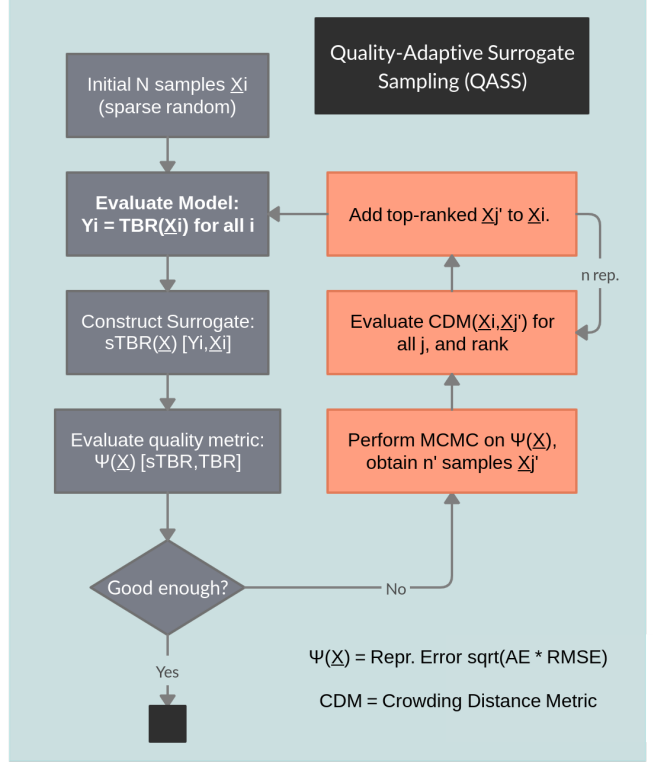 Quality-Adaptive Surrogate
Sampling (QASS)
Initial N samples Xi
(sparse random)
Evaluate Model:
Yi = TBR(Xi) for all i
Add top-ranked Xj' to Xi.
n rep.
Construct Surrogate:
sTBR(X) [Yi,Xi]
Evaluate CDM(Xi,Xj') for
all j, and rank
Evaluate quality metric:
Ψ(X) [sTBR,TBR]
Perform MCMC on Ψ(X),
obtain n' samples Xj'
Good enough?
No
Yes
Ψ(X) = Repr. Error sqrt(AE * RMSE)
CDM = Crowding Distance Metric